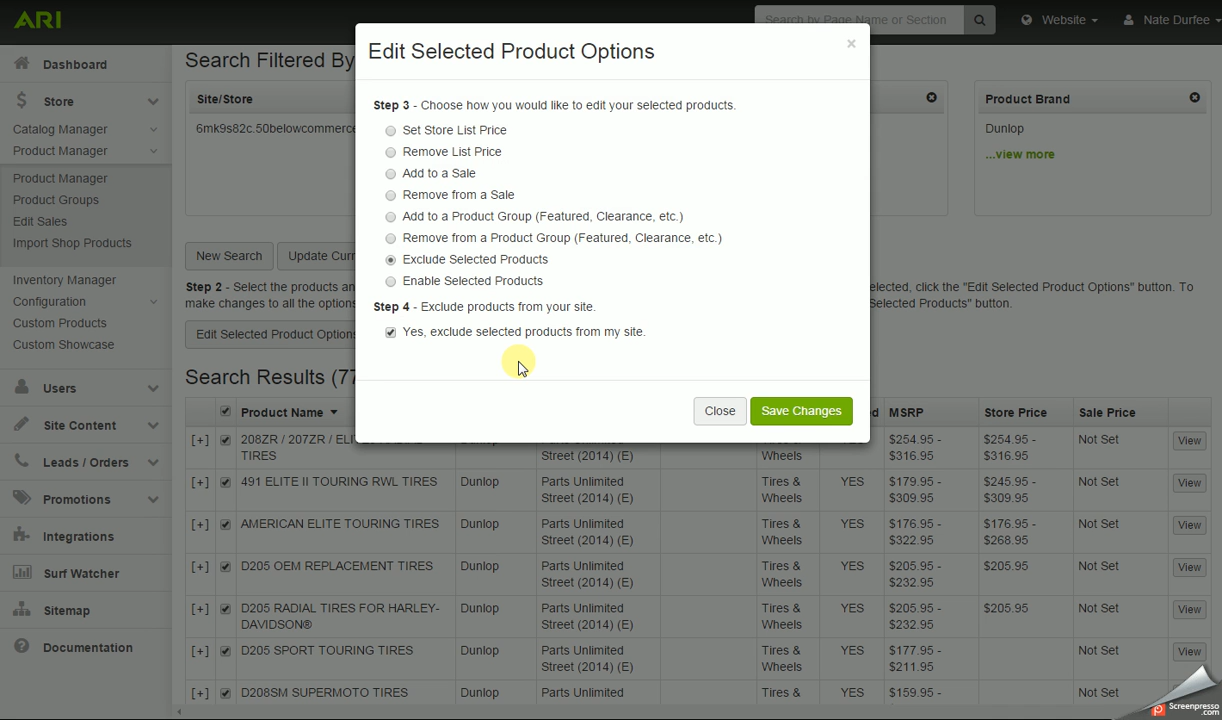 ARI
Search by Page Name or Section
Website
Nate Durfee
Dashboard
Store
Catalog Manager
Product Manager
Product Manager
Product Groups
Edit Sales
Import Shop Products
Inventory Manager
Configuration
Custom Products
Custom Showcase
Users
Site Content
Leads / Orders
Promotions
Integrations
Surf Watcher
Sitemap
Documentation
Search Filtered By
Site/Store
6mk9s82c.50belowcommerce
Product Brand
Dunlop
...view more
New Search
Update Curr
Step 2 - Select the products an
elected, click the "Edit Selected Product Options" button. To
make changes to all the options
Selected Products" button.
Edit Selected Product Options
Search Results (77
Edit Selected Product Options
×
Step 3 - Choose how you would like to edit your selected products.
Set Store List Price
Remove List Price
Add to a Sale
Remove from a Sale
Add to a Product Group (Featured, Clearance, etc.)
Remove from a Product Group (Featured, Clearance, etc.)
Exclude Selected Products
Enable Selected Products
Step 4 - Exclude products from your site.
Yes, exclude selected products from my site.
Close
Save Changes
Product Name MSRP Store Price Sale Price
[+] 208ZR / 207ZR / Parts Unlimited Tires & $254.95 - $254.95 - Not Set View
TIRES Street (2014) (E) Wheels $316.95 $316.95
[+] 491 ELITE II TOURING RWL TIRES Dunlop Parts Unlimited Tires & YES $179.95 - $245.95 - Not Set View
Street (2014) (E) Wheels $309.95 $309.95
[+] AMERICAN ELITE TOURING TIRES Dunlop Parts Unlimited Tires & YES $176.95 - $176.95 - Not Set View
Street (2014) (E) Wheels $322.95 $268.95
[+] D205 OEM REPLACEMENT TIRES Dunlop Parts Unlimited Tires & YES $205.95 - $205.95 Not Set View
Street (2014) (E) Wheels $232.95
[+] D205 RADIAL TIRES FOR HARLEY- Dunlop Parts Unlimited Tires & YES $205.95 - $205.95 Not Set View
DAVIDSON® Street (2014) (E) Wheels $232.95
[+] D205 SPORT TOURING TIRES Dunlop Parts Unlimited Tires & YES $177.95 - Not Set View
Street (2014) (E) Wheels $211.95
[+] D208SM SUPERMOTO TIRES Dunlop Parts Unlimited Tires & YES $159.95 - Not Set
Screenpresso
.com